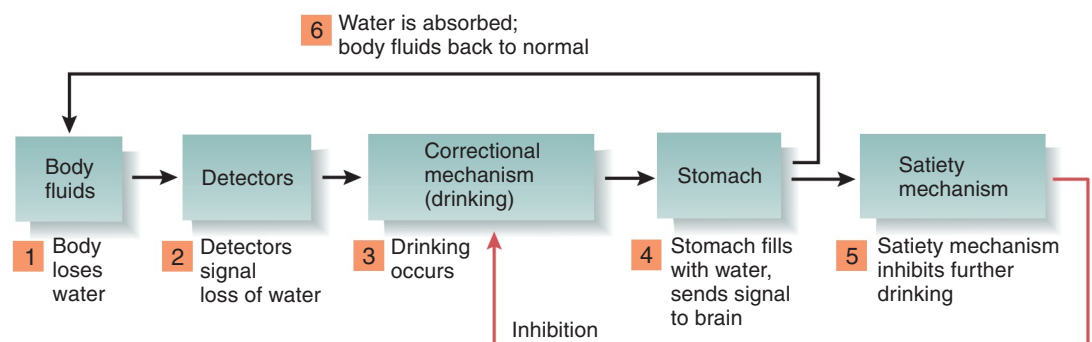 6 Water is absorbed;
body fluids back to normal
Body
fluids
Detectors
Correctional
mechanism
(drinking)
Stomach
Satiety
mechanism
1 Body
loses
water
2 Detectors
signal
loss of water
3 Drinking
occurs
4 Stomach fills
with water,
sends signal
to brain
5 Satiety mechanism
inhibits further
drinking
Inhibition